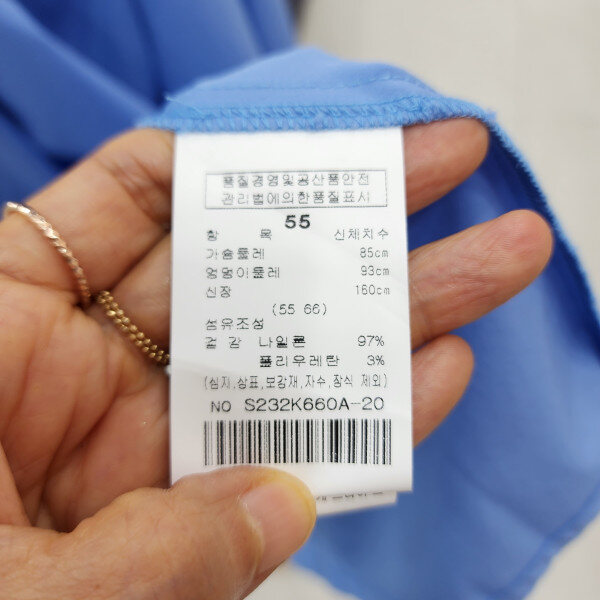 품질경영및공산품안전
관리법에의한품질표시
55
항 목 신체치수
가슴둘레 85cm
엉덩이둘레 93cm
신장 160cm
(55 66)
섬유조성
겉 감 나일론 97%
폴리우레탄 3%
(심지,상표,보강재,자수,장식 제외)
NO S232K660A-20